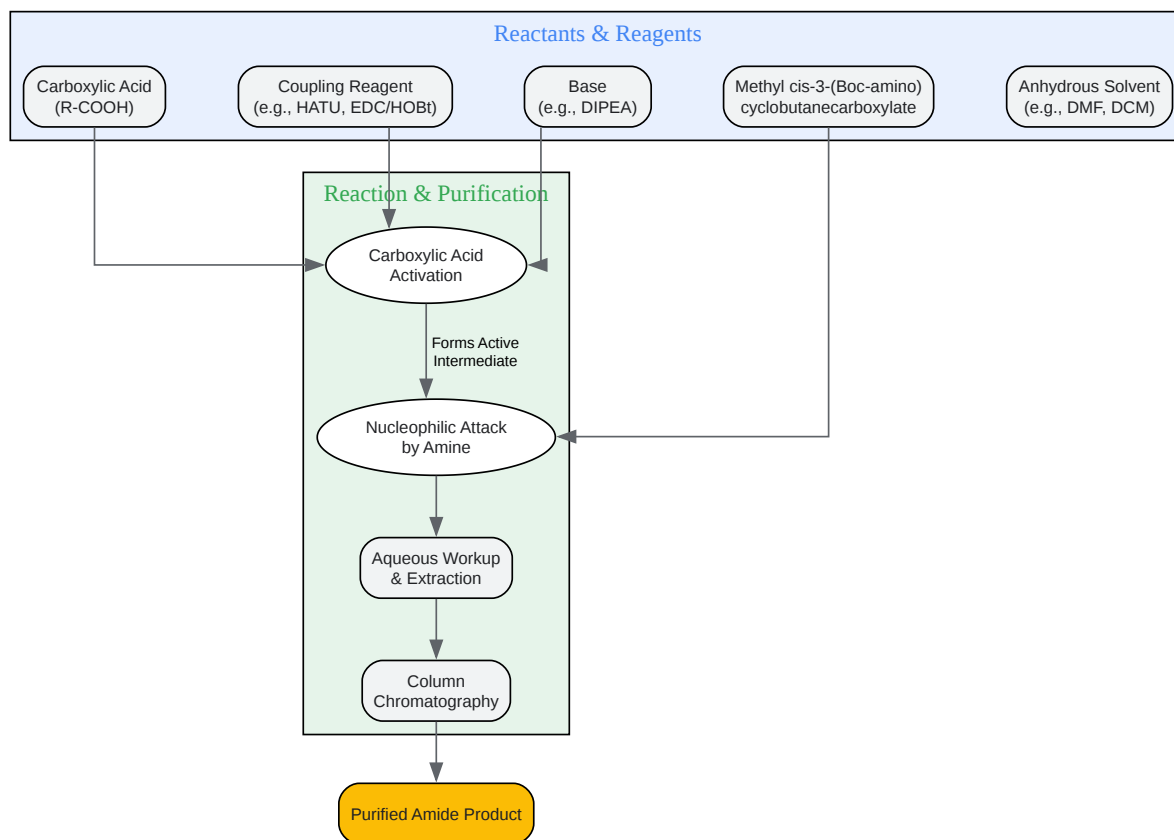 Reactants & Reagents
Carboxylic Acid
(R-COOH)
Coupling Reagent
(e.g., HATU, EDC/HOBt)
Base
(e.g., DIPEA)
Methyl cis-3-(Boc-amino)
cyclobutanecarboxylate
Anhydrous Solvent
(e.g., DMF, DCM)
Reaction & Purification
Carboxylic Acid
Activation
Forms Active
Intermediate
Nucleophilic Attack
by Amine
Aqueous Workup
& Extraction
Column
Chromatography
Purified Amide Product